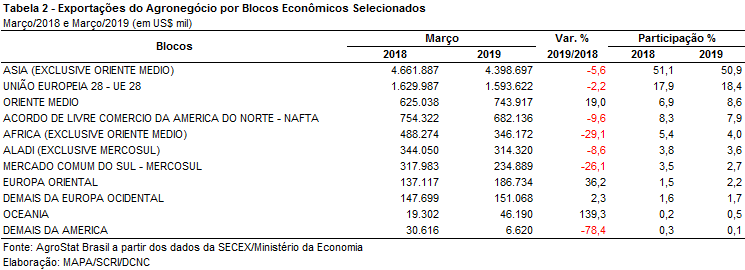 Tabela 2 - Exportações do Agronegócio por Blocos Econômicos Selecionados
Março/2018 e Março/2019 (em US$ mil)
Blocos Março Var. % Participação %
2018 2019 2019/2018 2018 2019
ASIA (EXCLUSIVE ORIENTE MEDIO) 4.661.887 4.398.697 -5,6 51,1 50,9
UNIÃO EUROPEIA 28 - UE 28 1.629.987 1.593.622 -2,2 17,9 18,4
ORIENTE MEDIO 625.038 743.917 19,0 6,9 8,6
ACORDO DE LIVRE COMERCIO DA AMERICA DO NORTE - NAFTA 754.322 682.136 -9,6 8,3 7,9
AFRICA (EXCLUSIVE ORIENTE MEDIO) 488.274 346.172 -29,1 5,4 4,0
ALADI (EXCLUSIVE MERCOSUL) 344.050 314.320 -8,6 3,8 3,6
MERCADO COMUM DO SUL - MERCOSUL 317.983 234.889 -26,1 3,5 2,7
EUROPA ORIENTAL 137.117 186.734 36,2 1,5 2,2
DEMAIS DA EUROPA OCIDENTAL 147.699 151.068 2,3 1,6 1,7
OCEANIA 19.302 46.190 139,3 0,2 0,5
DEMAIS DA AMERICA 30.616 6.620 -78,4 0,3 0,1
Fonte: AgroStat Brasil a partir dos dados da SECEX/Ministério da Economia
Elaboração: MAPA/SCRI/DCNC